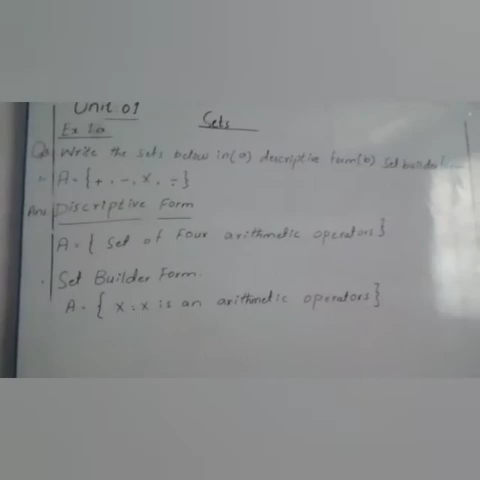 Unit 01
Sets
Ex 1a
Q Write the sets below in (a) descriptive form (b) Set builder form
A = { + , - , × , ÷ }
Ans Discriptive Form
A = { Set of Four arithmetic operators }
Set Builder Form.
A = { x : x is an arithmetic operators }